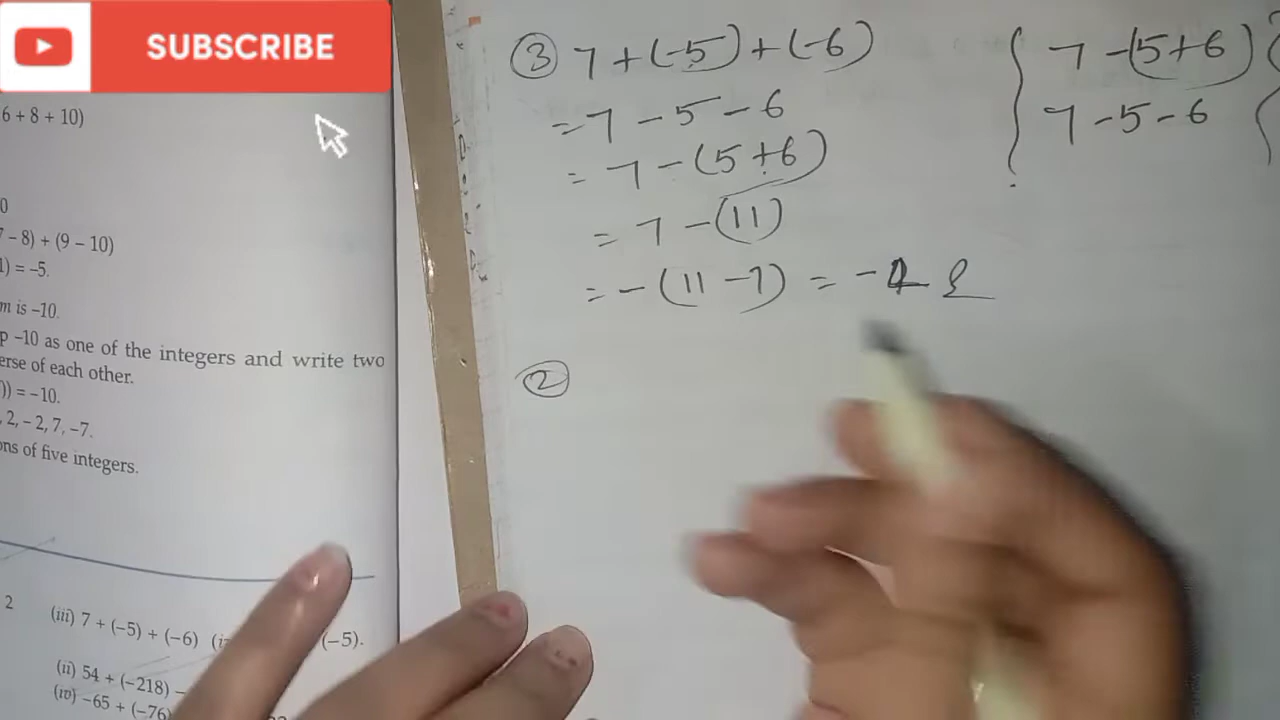 SUBSCRIBE
6 + 8 + 10)
0
7 – 8) + (9 – 10)
1) = –5.
m is –10.
p –10 as one of the integers and write two
erse of each other.
)) = –10.
, 2, – 2, 7, –7.
ons of five integers.
2
(iii) 7 + (–5) + (–6) (–5).
(ii) 54 + (–218) –
(iv) –65 + (–76)
③ 7 + (-5) + (-6)
= 7 - 5 - 6
= 7 - (5+6)
= 7 - (11)
= - (11 - 7) = -4
②
7 - (5+6)
7 - 5 - 6